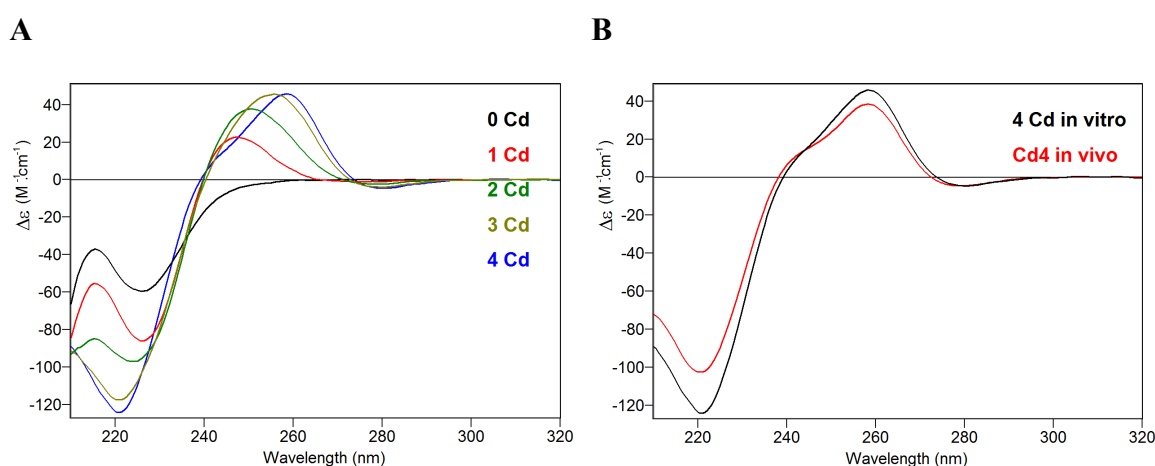 A
B
40
20
0
-20
-40
-60
-80
-100
-120
Δε (M⁻¹cm⁻¹)
0 Cd
1 Cd
2 Cd
3 Cd
4 Cd
220
240
260
280
300
320
Wavelength (nm)
40
20
0
-20
-40
-60
-80
-100
-120
Δε (M⁻¹cm⁻¹)
4 Cd in vitro
Cd4 in vivo
220
240
260
280
300
320
Wavelength (nm)